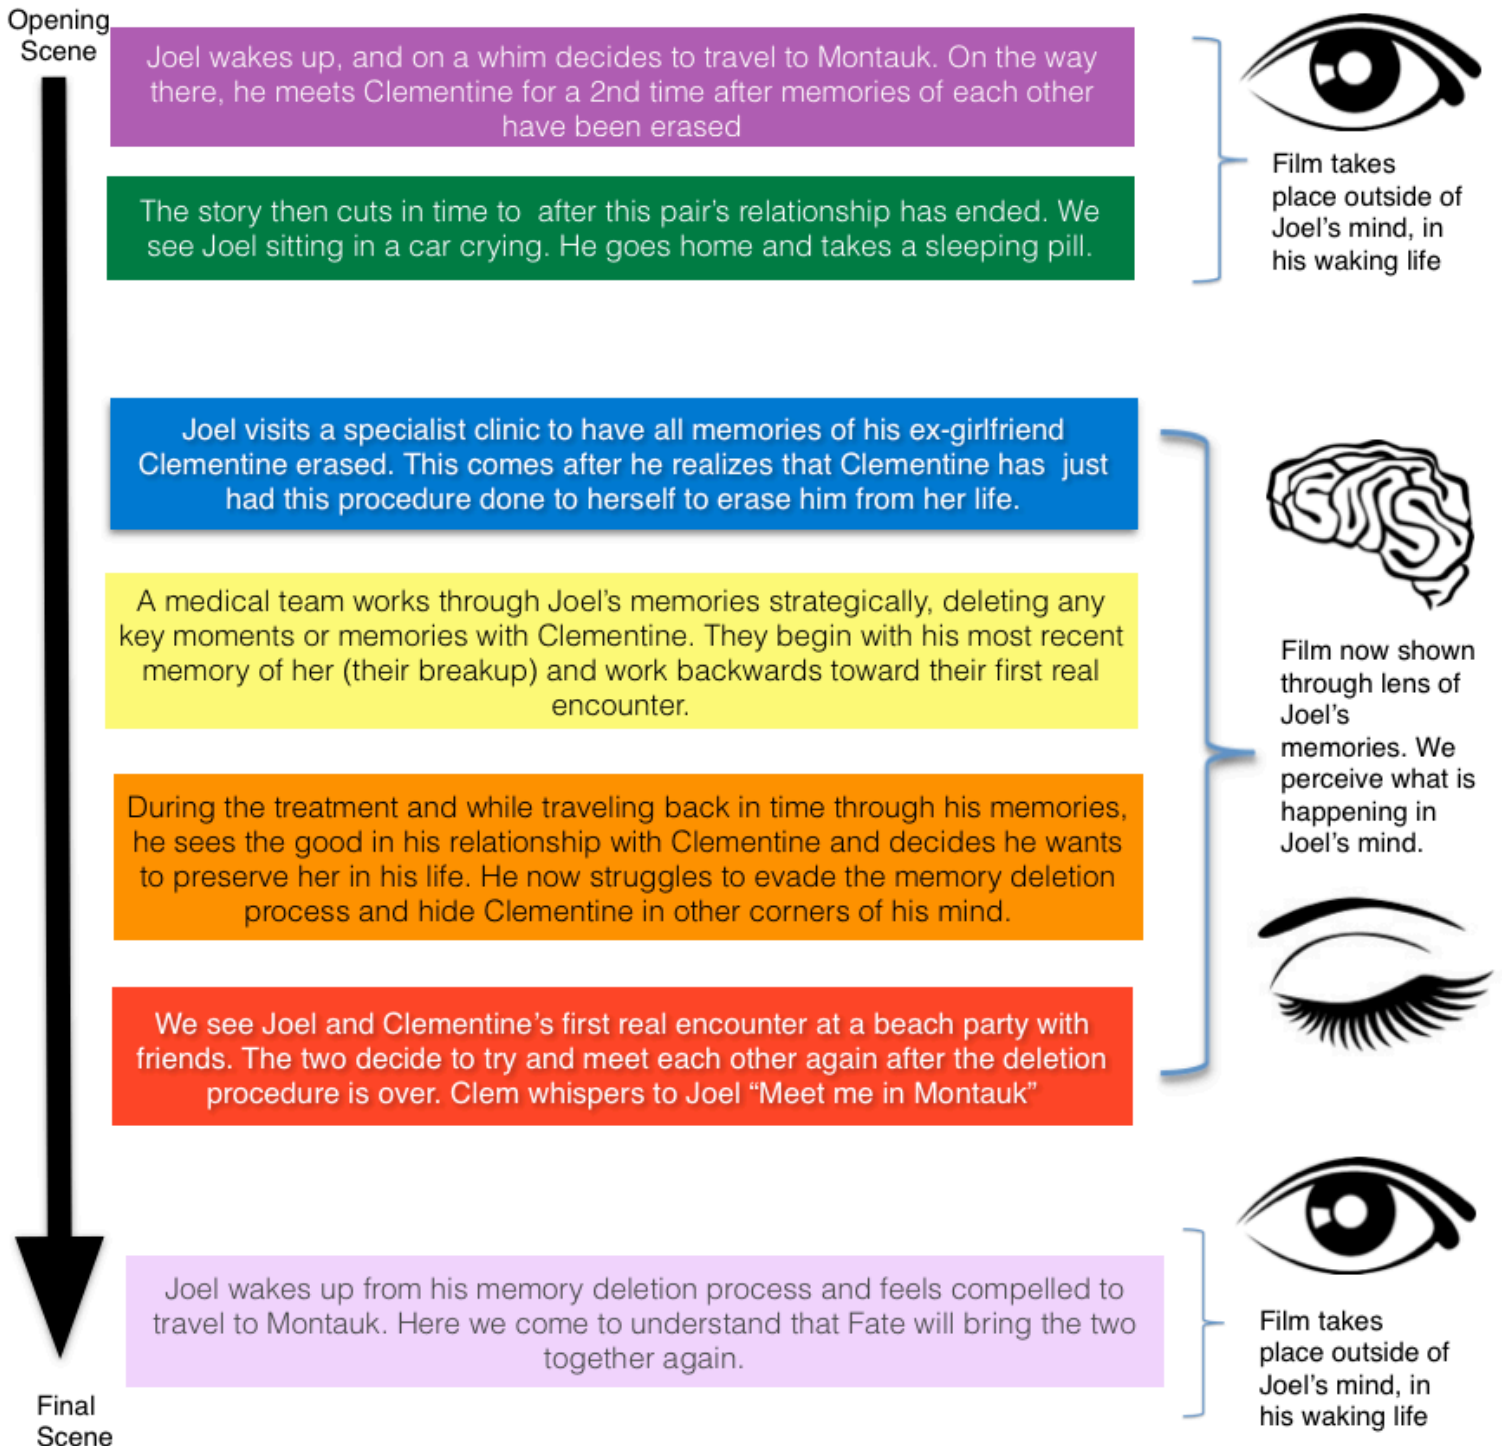 Opening
Scene
Joel wakes up, and on a whim decides to travel to Montauk. On the way
there, he meets Clementine for a 2nd time after memories of each other
have been erased
Film takes
place outside of
Joel's mind, in
his waking life
The story then cuts in time to  after this pair's relationship has ended. We
see Joel sitting in a car crying. He goes home and takes a sleeping pill.
Joel visits a specialist clinic to have all memories of his ex-girlfriend
Clementine erased. This comes after he realizes that Clementine has  just
had this procedure done to herself to erase him from her life.
A medical team works through Joel's memories strategically, deleting any
key moments or memories with Clementine. They begin with his most recent
memory of her (their breakup) and work backwards toward their first real
encounter.
Film now shown
through lens of
Joel's
memories. We
perceive what is
happening in
Joel's mind.
During the treatment and while traveling back in time through his memories,
he sees the good in his relationship with Clementine and decides he wants
to preserve her in his life. He now struggles to evade the memory deletion
process and hide Clementine in other corners of his mind.
We see Joel and Clementine's first real encounter at a beach party with
friends. The two decide to try and meet each other again after the deletion
procedure is over. Clem whispers to Joel “Meet me in Montauk”
Joel wakes up from his memory deletion process and feels compelled to
travel to Montauk. Here we come to understand that Fate will bring the two
together again.
Film takes
place outside of
Joel's mind, in
his waking life
Final
Scene